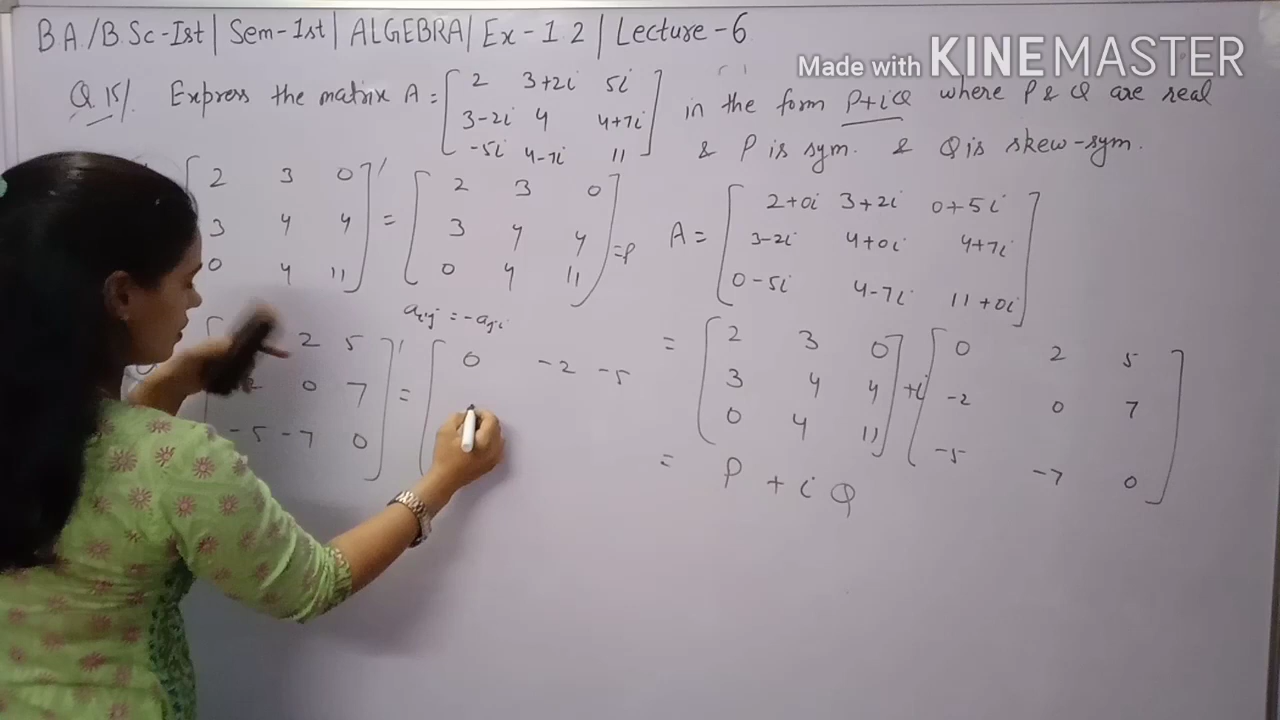 B.A./B.Sc-Ist | Sem-1st | ALGEBRA | Ex-1.2 | Lecture-6
Made with KINEMASTER
Q.15/. Express the matrix A = [2 3+2i 5i
3-2i 4 4+7i
-5i 4-7i 11] in the form P+iQ where P & Q are real
& P is sym. & Q is skew-sym.
[2 3 0
3 4 4
0 4 11]' = [2 3 0
3 4 4
0 4 11] = P
A = [2+0i 3+2i 0+5i
3-2i 4+0i 4+7i
0-5i 4-7i 11+0i]
aij = -aji
2 5
0 7
-5 -7 0]' = [0 -2 -5
= [2 3 0
3 4 4
0 4 11] + i [0 2 5
-2 0 7
-5 -7 0]
= P + i Q